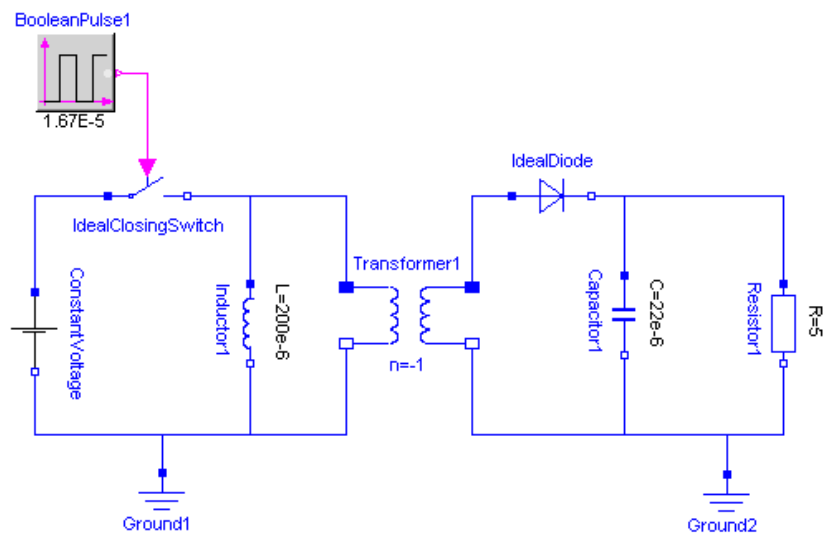 BooleanPulse1
1.67E-5
IdealClosingSwitch
IdealDiode
ConstantVoltage
Inductor1
L=200e-6
Transformer1
n=-1
Capacitor1
C=22e-6
Resistor1
R=5
Ground1
Ground2